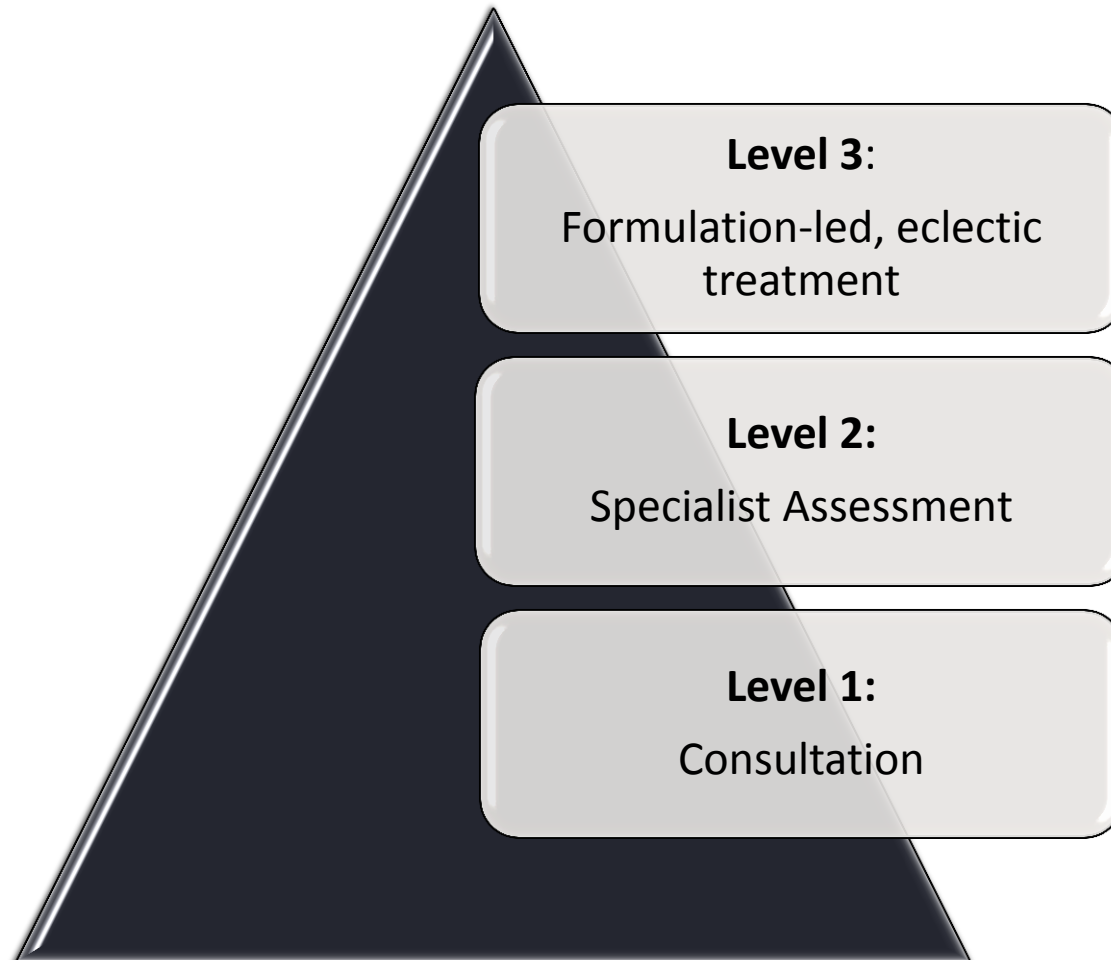 Level 3:
Formulation-led, eclectic
treatment
Level 2:
Specialist Assessment
Level 1:
Consultation